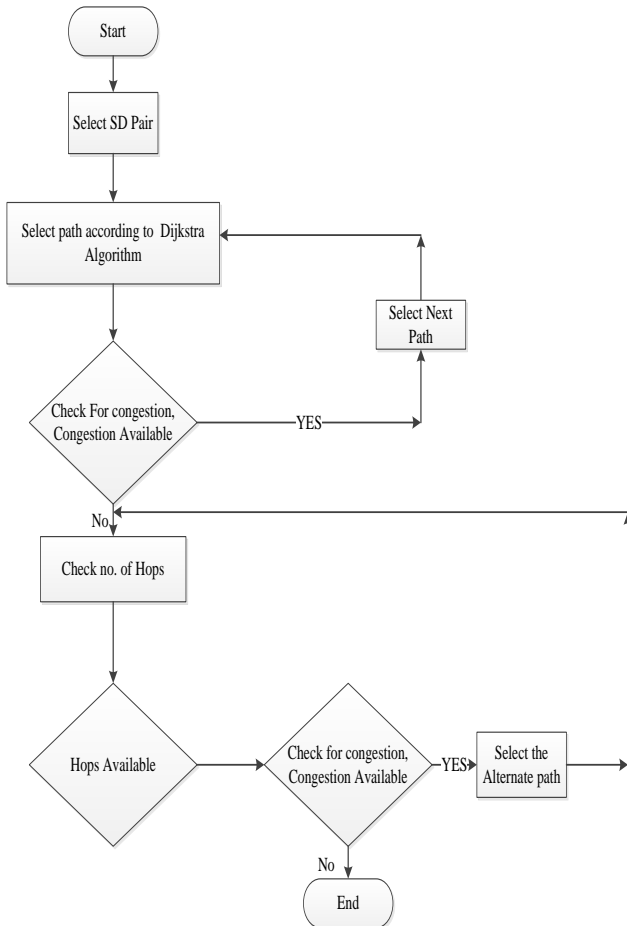 Start
Select SD Pair
Select path according to Dijkstra
Algorithm
Select Next
Path
Check For congestion,
Congestion Available
YES
No
Check no. of Hops
Hops Available
Check for congestion,
Congestion Available
YES
Select the
Alternate path
No
End